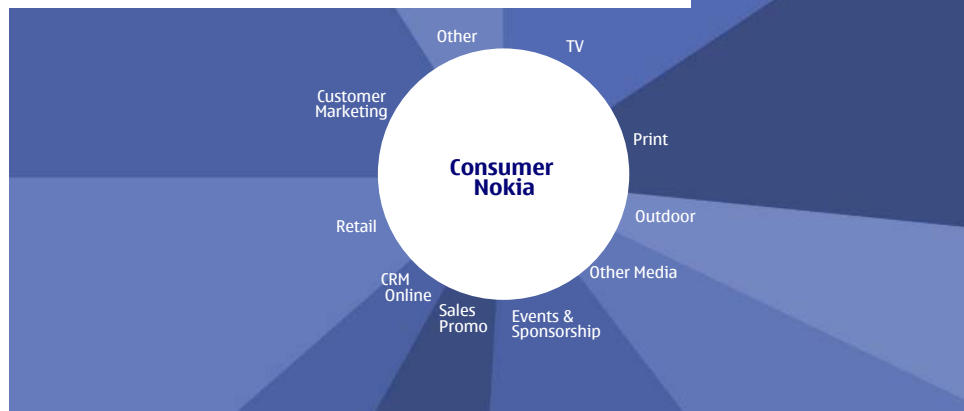 Other
TV
Customer
Marketing
Print
Consumer
Nokia
Outdoor
Retail
Other Media
CRM
Online
Sales
Promo
Events &
Sponsorship